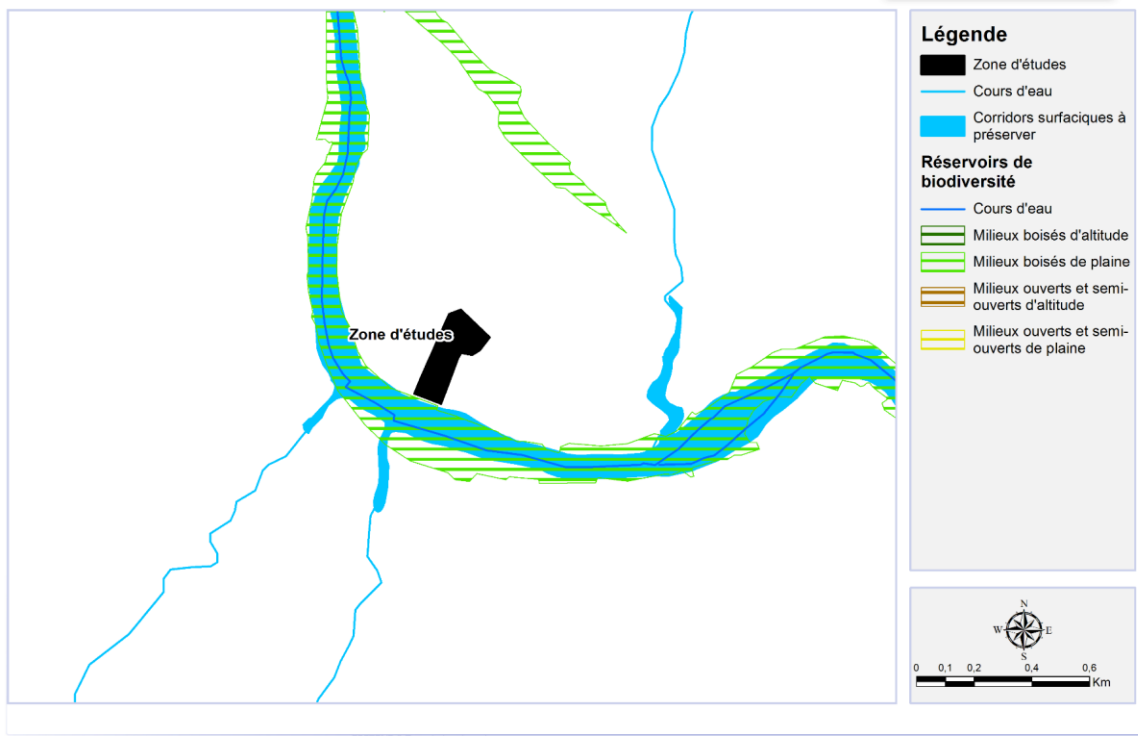 Zone d'études
Légende
Zone d'études
Cours d'eau
Corridors surfaciques à
préserver
Réservoirs de
biodiversité
Cours d'eau
Milieux boisés d'altitude
Milieux boisés de plaine
Milieux ouverts et semi-
ouverts d'altitude
Milieux ouverts et semi-
ouverts de plaine
N
W E
S
0 0,1 0,2 0,4 0,6
Km